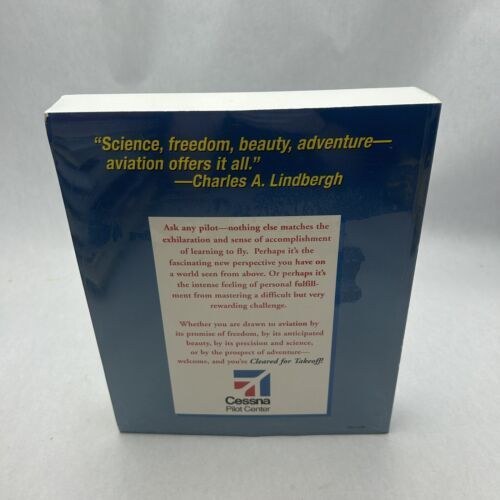 “Science, freedom, beauty, adventure—
aviation offers it all.”
—Charles A. Lindbergh
Ask any pilot—nothing else matches the
exhilaration and sense of accomplishment
of learning to fly. Perhaps it's the
fascinating new perspective you have on
a world seen from above. Or perhaps it's
the intense feeling of personal fulfill-
ment from mastering a difficult but very
rewarding challenge.
Whether you are drawn to aviation by
its promise of freedom, by its anticipated
beauty, by its precision and science,
or by the prospect of adventure—
welcome, and you're Cleared for Takeoff!
Cessna
Pilot Center